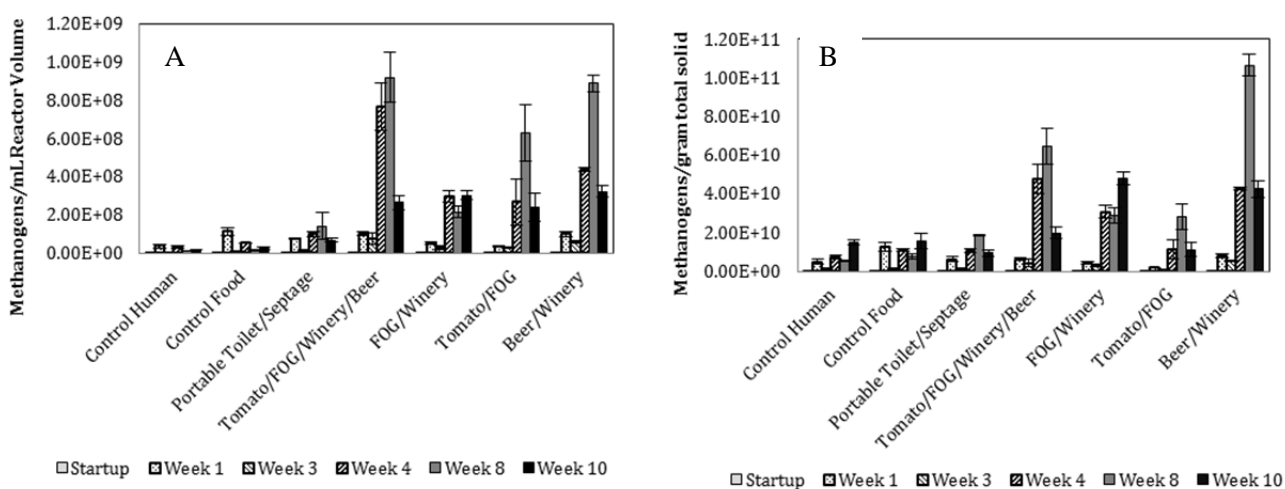 A
Methanogens/mL Reactor Volume
1.20E+09
1.00E+09
8.00E+08
6.00E+08
4.00E+08
2.00E+08
0.00E+00
Control Human
Control Food
Portable Toilet/Septage
Tomato/FOG/Winery/Beer
FOG/Winery
Tomato/FOG
Beer/Winery
Startup Week 1 Week 3 Week 4 Week 8 Week 10
B
Methanogens/gram total solid
1.20E+11
1.00E+11
8.00E+10
6.00E+10
4.00E+10
2.00E+10
0.00E+00
Control Human
Control Food
Portable Toilet/Septage
Tomato/FOG/Winery/Beer
FOG/Winery
Tomato/FOG
Beer/Winery
Startup Week 1 Week 3 Week 4 Week 8 Week 10